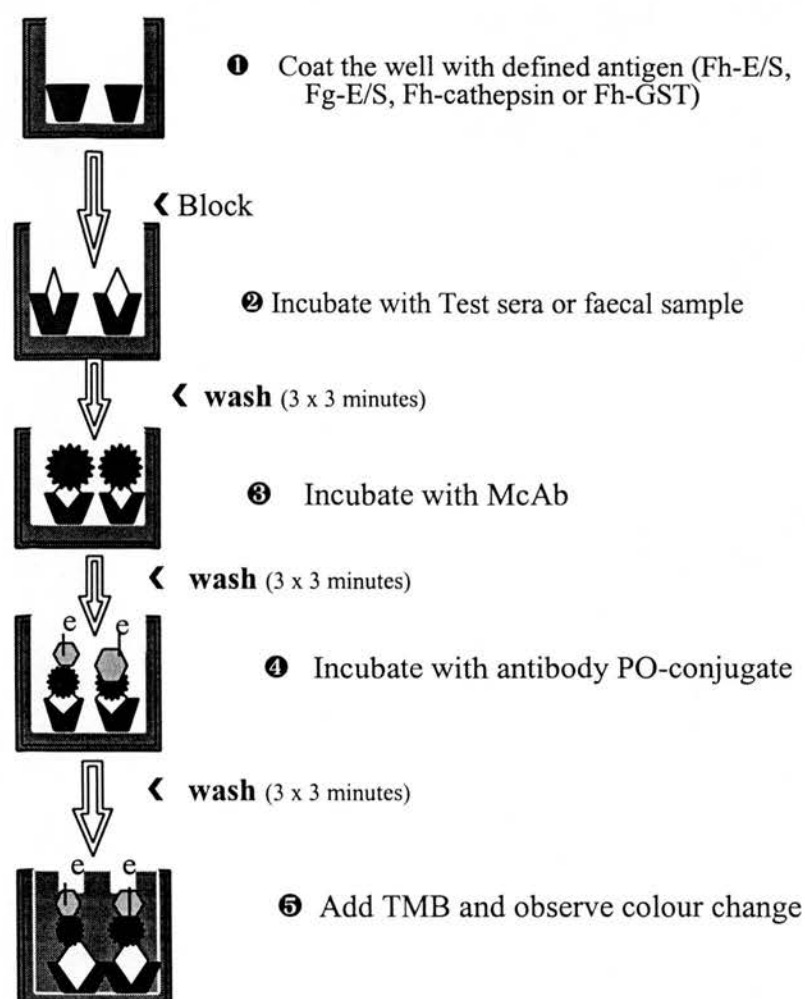 ❶ Coat the well with defined antigen (Fh-E/S,
Fg-E/S, Fh-cathepsin or Fh-GST)
❮ Block
❷ Incubate with Test sera or faecal sample
❮ wash (3 x 3 minutes)
❸ Incubate with McAb
❮ wash (3 x 3 minutes)
e e
❹ Incubate with antibody PO-conjugate
❮ wash (3 x 3 minutes)
e e
❺ Add TMB and observe colour change